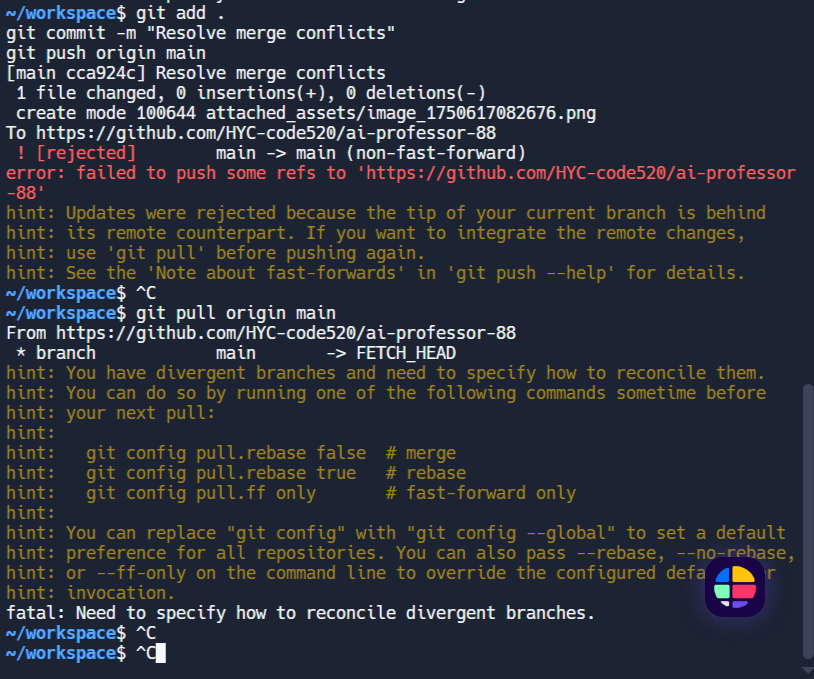 ~/workspace$ git add .
git commit -m "Resolve merge conflicts"
git push origin main
[main cca924c] Resolve merge conflicts
 1 file changed, 0 insertions(+), 0 deletions(-)
 create mode 100644 attached_assets/image_1750617082676.png
To https://github.com/HYC-code520/ai-professor-88
 ! [rejected]        main -> main (non-fast-forward)
error: failed to push some refs to 'https://github.com/HYC-code520/ai-professor
-88'
hint: Updates were rejected because the tip of your current branch is behind
hint: its remote counterpart. If you want to integrate the remote changes,
hint: use 'git pull' before pushing again.
hint: See the 'Note about fast-forwards' in 'git push --help' for details.
~/workspace$ ^C
~/workspace$ git pull origin main
From https://github.com/HYC-code520/ai-professor-88
 * branch            main       -> FETCH_HEAD
hint: You have divergent branches and need to specify how to reconcile them.
hint: You can do so by running one of the following commands sometime before
hint: your next pull:
hint:
hint:   git config pull.rebase false  # merge
hint:   git config pull.rebase true   # rebase
hint:   git config pull.ff only       # fast-forward only
hint:
hint: You can replace "git config" with "git config --global" to set a default
hint: preference for all repositories. You can also pass --rebase, --no-rebase,
hint: or --ff-only on the command line to override the configured
hint: invocation.
fatal: Need to specify how to reconcile divergent branches.
~/workspace$ ^C
~/workspace$ ^C